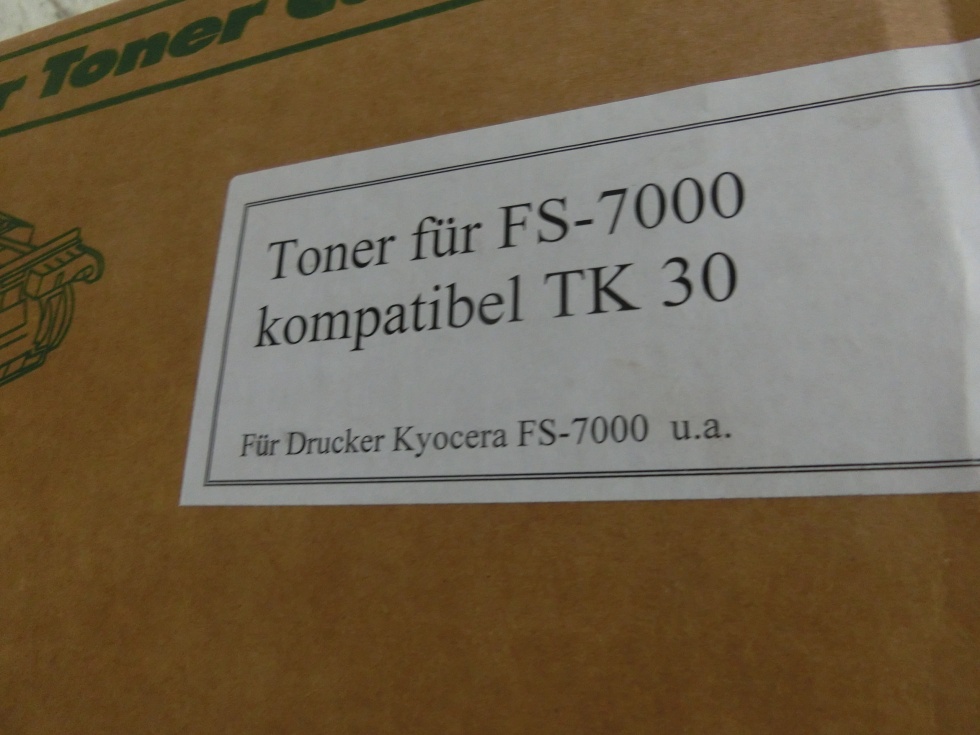 Toner
Toner für FS-7000
kompatibel TK 30
Für Drucker Kyocera FS-7000 u.a.